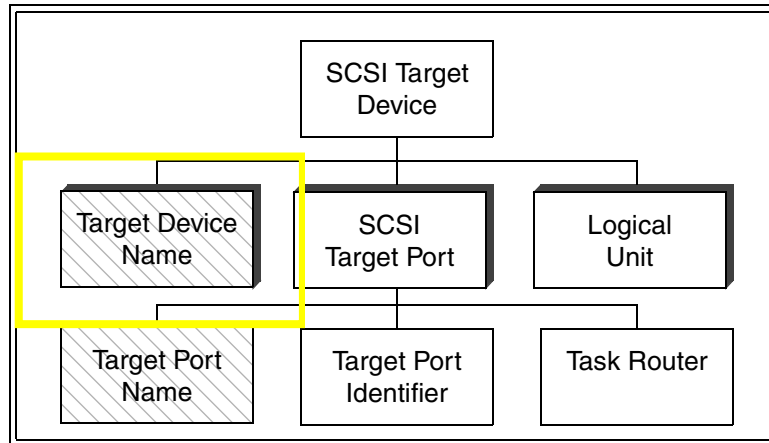 SCSI Target
Device
Target Device
Name
SCSI
Target Port
Logical
Unit
Target Port
Name
Target Port
Identifier
Task Router